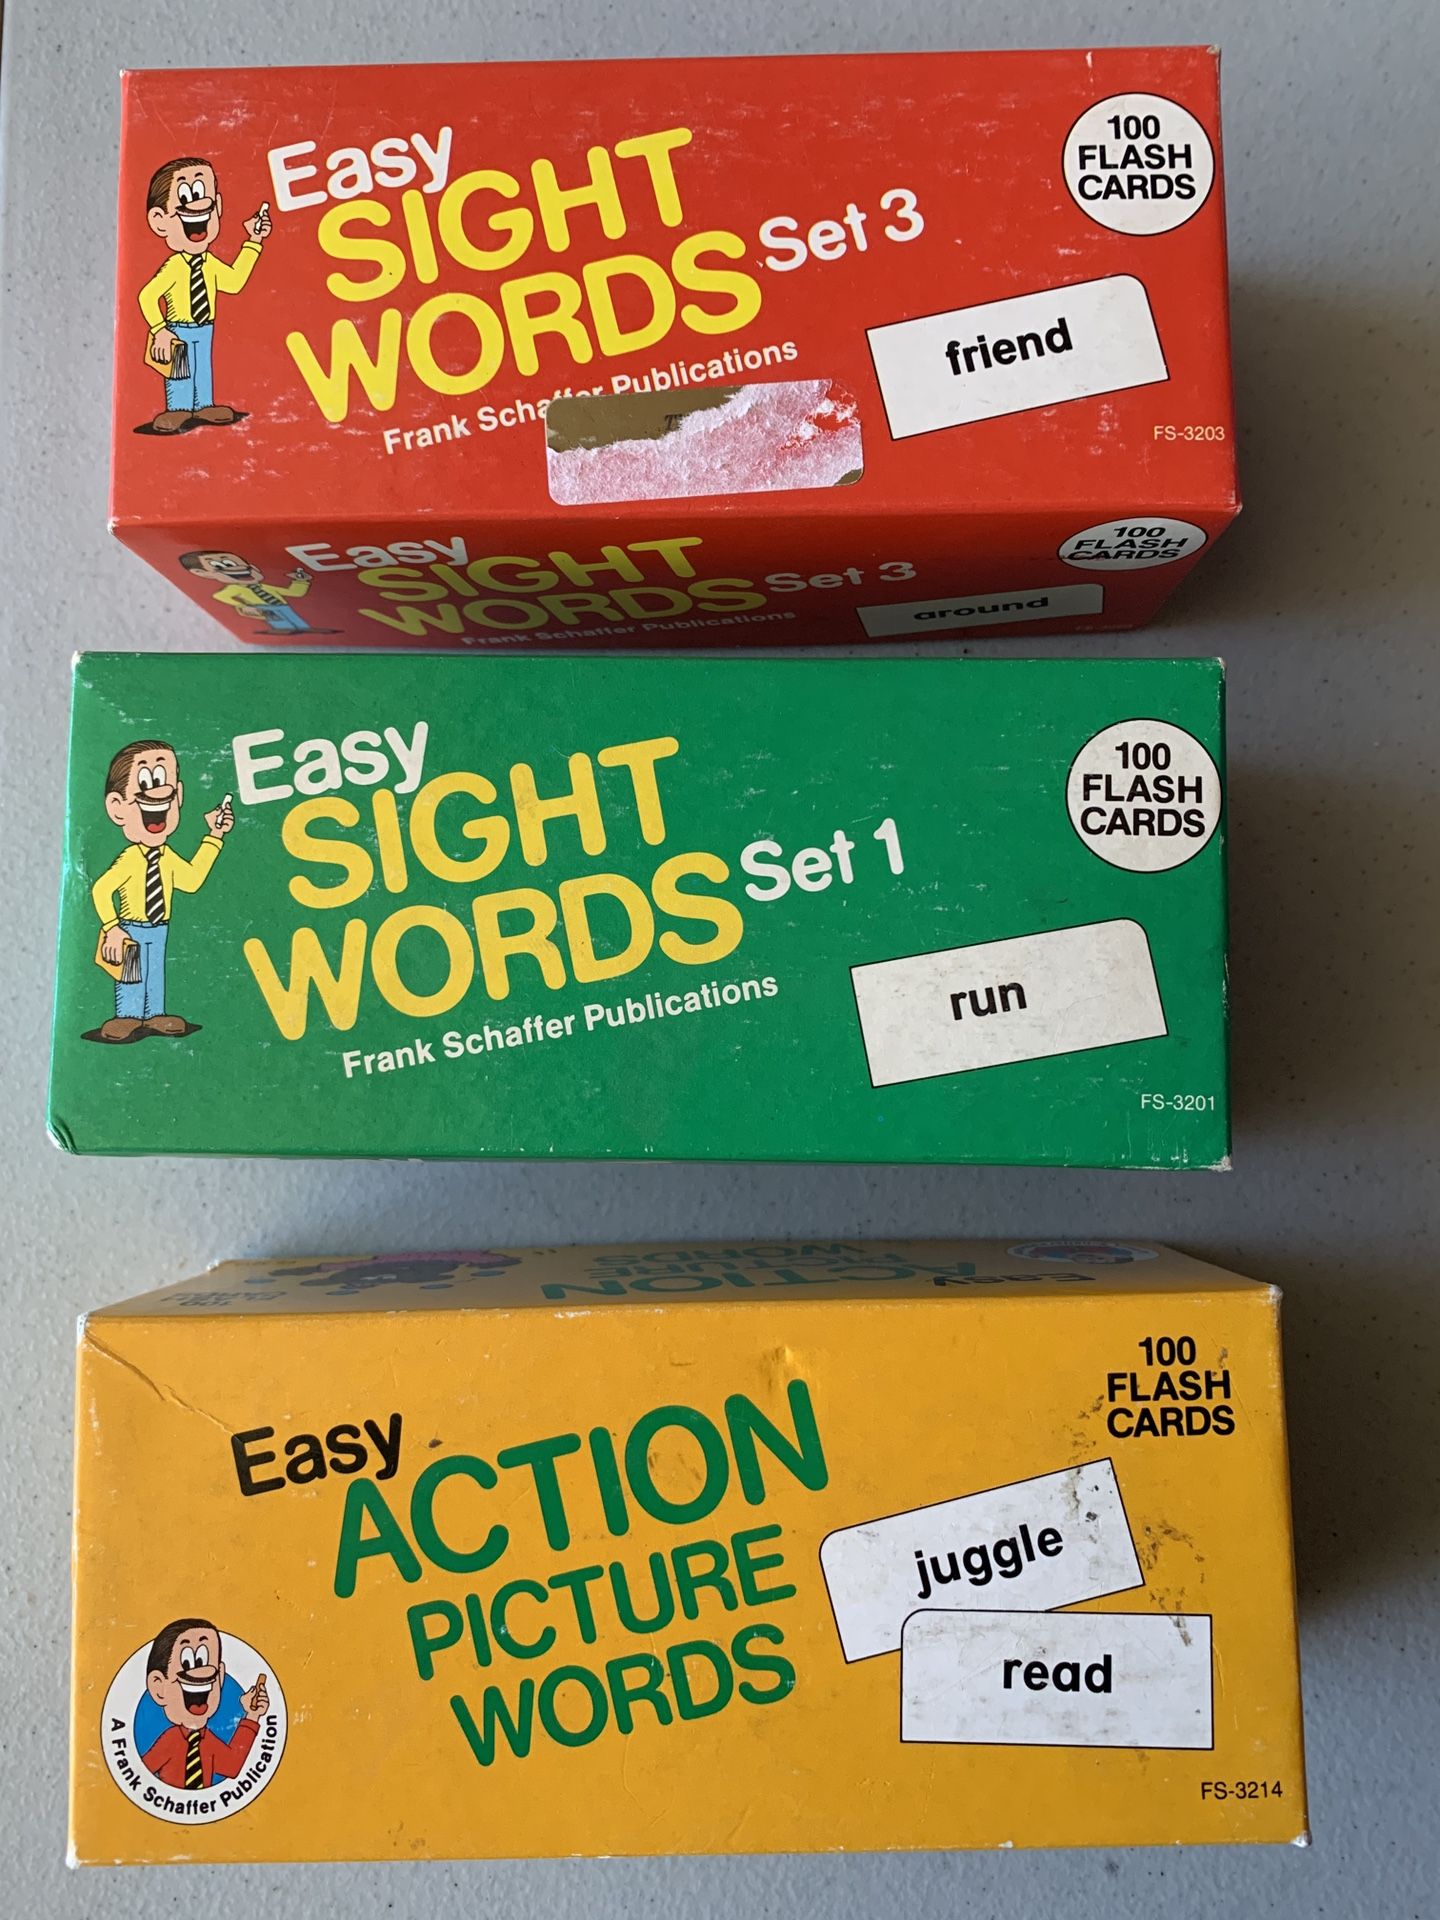 Easy
SIGHT
WORDS Set 3
Frank Schaffer Publications
100
FLASH
CARDS
friend
FS-3203
Easy
SIGHT
WORDS Set 3
Frank Schaffer Publications
100
FLASH
CARDS
around
Easy
SIGHT
WORDS Set 1
Frank Schaffer Publications
100
FLASH
CARDS
run
FS-3201
Easy
ACTION
PICTURE
WORDS
100
FLASH
CARDS
Easy
ACTION
PICTURE
WORDS
100
FLASH
CARDS
juggle
read
A Frank Schaffer Publication
FS-3214